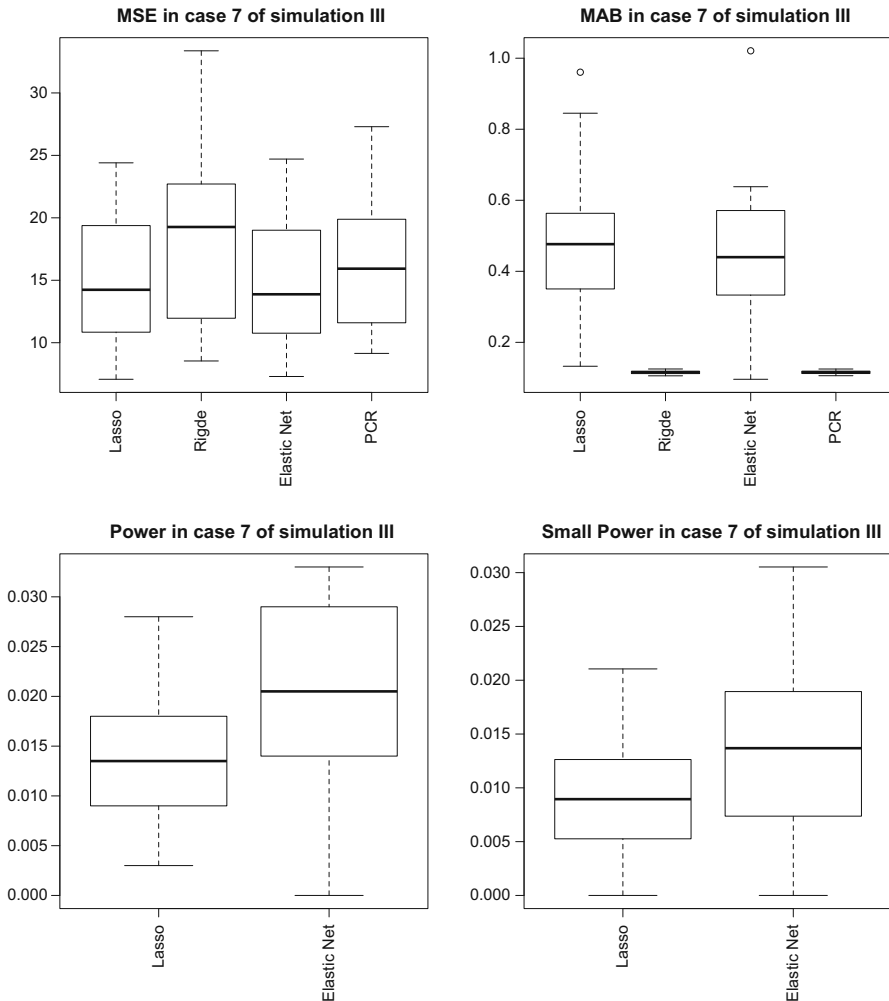 MSE in case 7 of simulation III
30
25
20
15
10
Lasso
Rigde
Elastic Net
PCR
MAB in case 7 of simulation III
1.0
0.8
0.6
0.4
0.2
Lasso
Rigde
Elastic Net
PCR
Power in case 7 of simulation III
0.030
0.025
0.020
0.015
0.010
0.005
0.000
Lasso
Elastic Net
Small Power in case 7 of simulation III
0.030
0.025
0.020
0.015
0.010
0.005
0.000
Lasso
Elastic Net